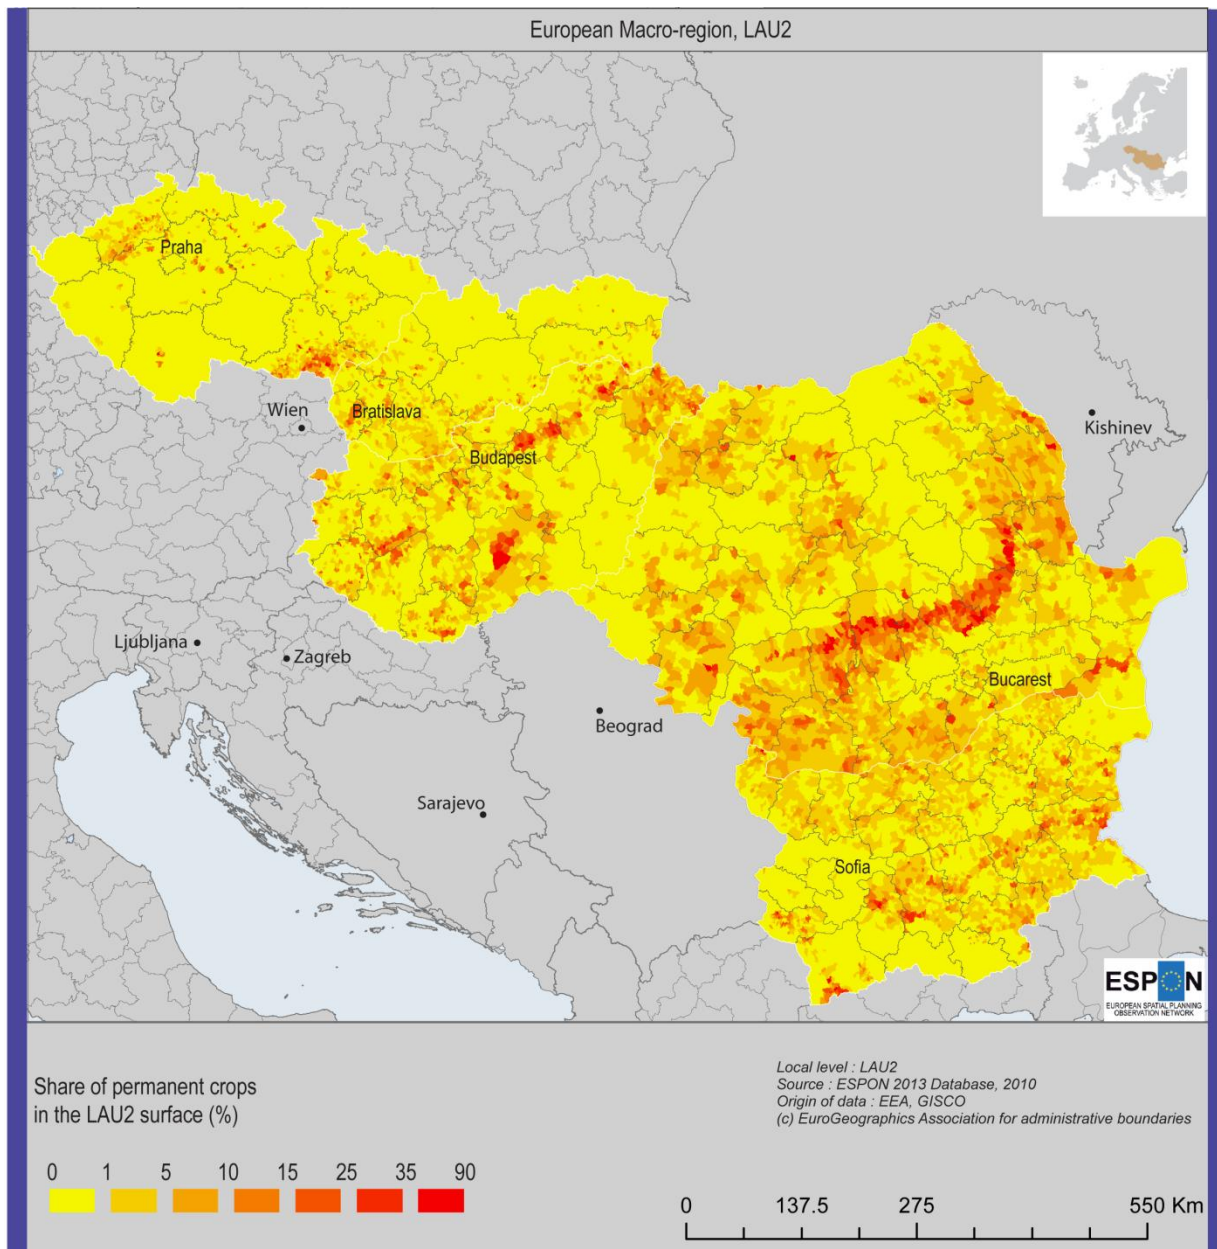 European Macro-region, LAU2
Praha
Wien
Bratislava
Budapest
Kishinev
Ljubljana
Zagreb
Bucarest
Beograd
Sarajevo
Sofia
ESPON
EUROPEAN SPATIAL PLANNING
OBSERVATION NETWORK
Share of permanent crops
in the LAU2 surface (%)
0 1 5 10 15 25 35 90
Local level : LAU2
Source : ESPON 2013 Database, 2010
Origin of data : EEA, GISCO
(c) EuroGeographics Association for administrative boundaries
0 137.5 275 550 Km